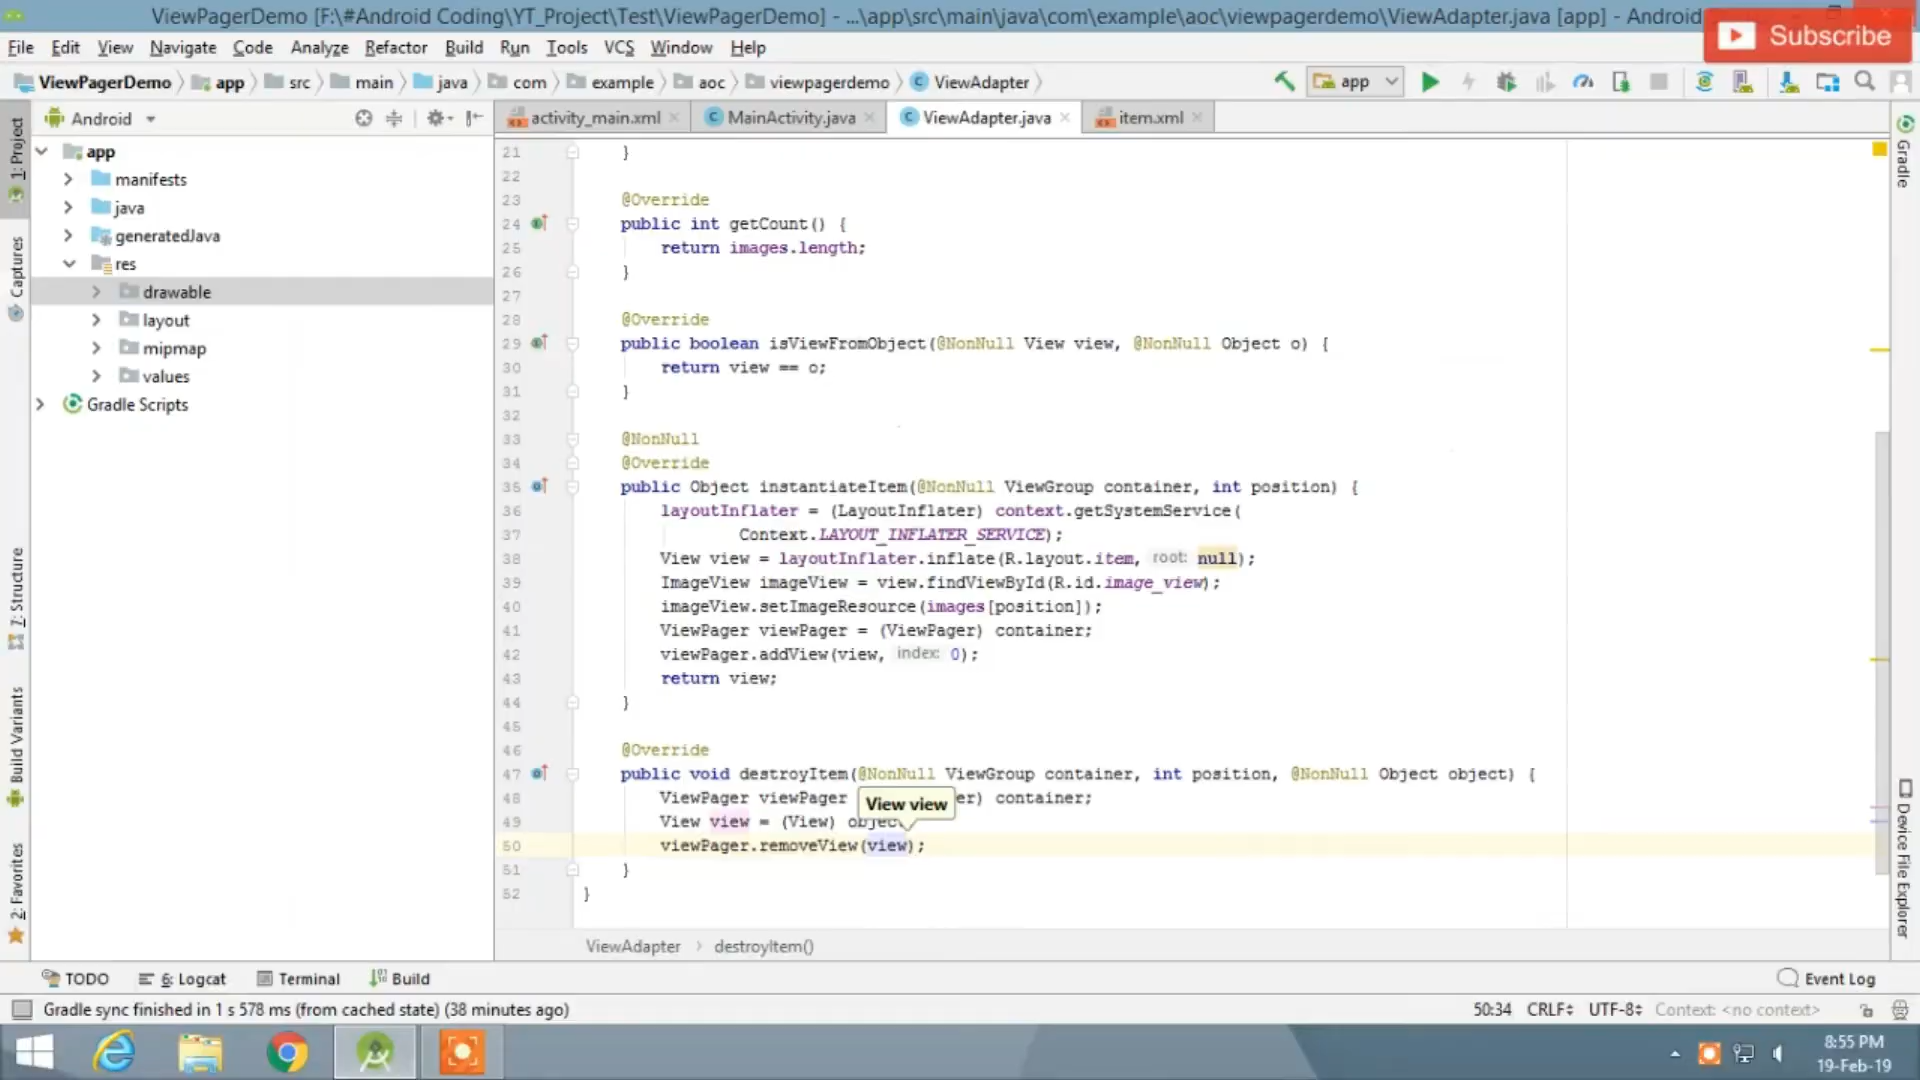 ViewPagerDemo [F:\#Android Coding\YT_Project\Test\ViewPagerDemo] - ...\app\src\main\java\com\example\aoc\viewpagerdemo\ViewAdapter.java [app] - Android
Subscribe
File Edit View Navigate Code Analyze Refactor Build Run Tools VCS Window Help
ViewPagerDemo app src main java com example aoc viewpagerdemo ViewAdapter
app
Android
activity_main.xml MainActivity.java ViewAdapter.java item.xml
1: Project
Captures
7: Structure
Build Variants
2: Favorites
app
manifests
java
generatedJava
res
drawable
layout
mipmap
values
Gradle Scripts
21 }
22
23 @Override
24 public int getCount() {
25 return images.length;
26 }
27
28 @Override
29 public boolean isViewFromObject(@NonNull View view, @NonNull Object o) {
30 return view == o;
31 }
32
33 @NonNull
34 @Override
35 public Object instantiateItem(@NonNull ViewGroup container, int position) {
36 layoutInflater = (LayoutInflater) context.getSystemService(
37 Context.LAYOUT_INFLATER_SERVICE);
38 View view = layoutInflater.inflate(R.layout.item, root: null);
39 ImageView imageView = view.findViewById(R.id.image_view);
40 imageView.setImageResource(images[position]);
41 ViewPager viewPager = (ViewPager) container;
42 viewPager.addView(view, index: 0);
43 return view;
44 }
45
46 @Override
47 public void destroyItem(@NonNull ViewGroup container, int position, @NonNull Object object) {
48 ViewPager viewPager er) container;
View view
49 View view = (View) object
50 viewPager.removeView(view);
51 }
52 }
ViewAdapter destroyItem()
Gradle
Device File Explorer
TODO 6: Logcat Terminal Build Event Log
Gradle sync finished in 1 s 578 ms (from cached state) (38 minutes ago) 50:34 CRLF UTF-8 Context: <no context>
8:55 PM
19-Feb-19